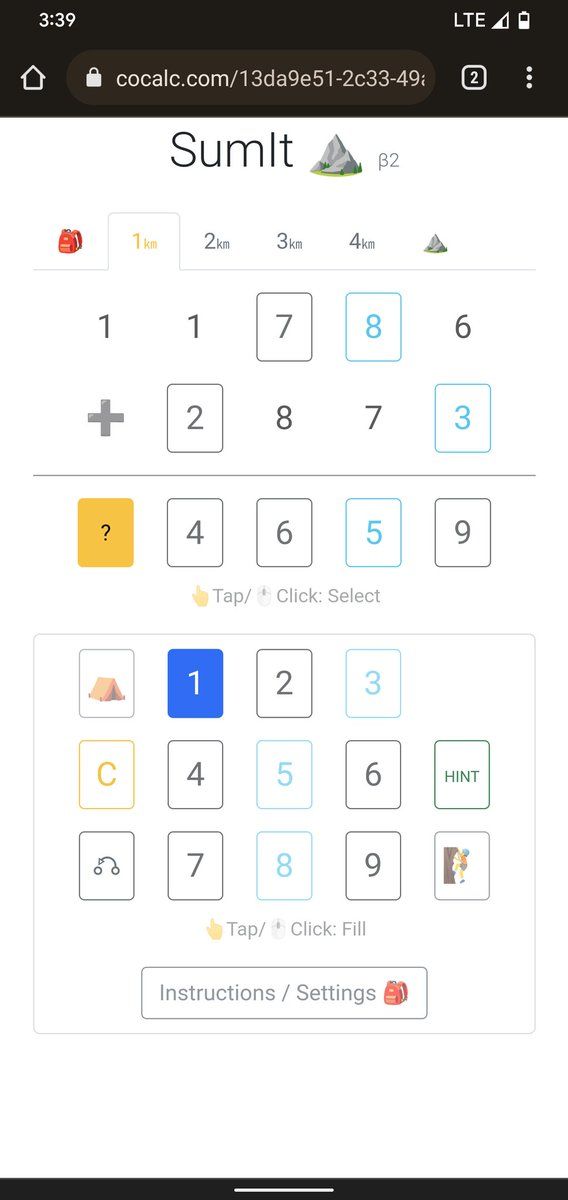 3:39 LTE
cocalc.com/13da9e51-2c33-49a 2
SumIt β2
1km 2km 3km 4km
1 1 7 8 6
+ 2 8 7 3
? 4 6 5 9
👆Tap/🖱️Click: Select
1 2 3
C 4 5 6 HINT
7 8 9
👆Tap/🖱️Click: Fill
Instructions / Settings 🎒